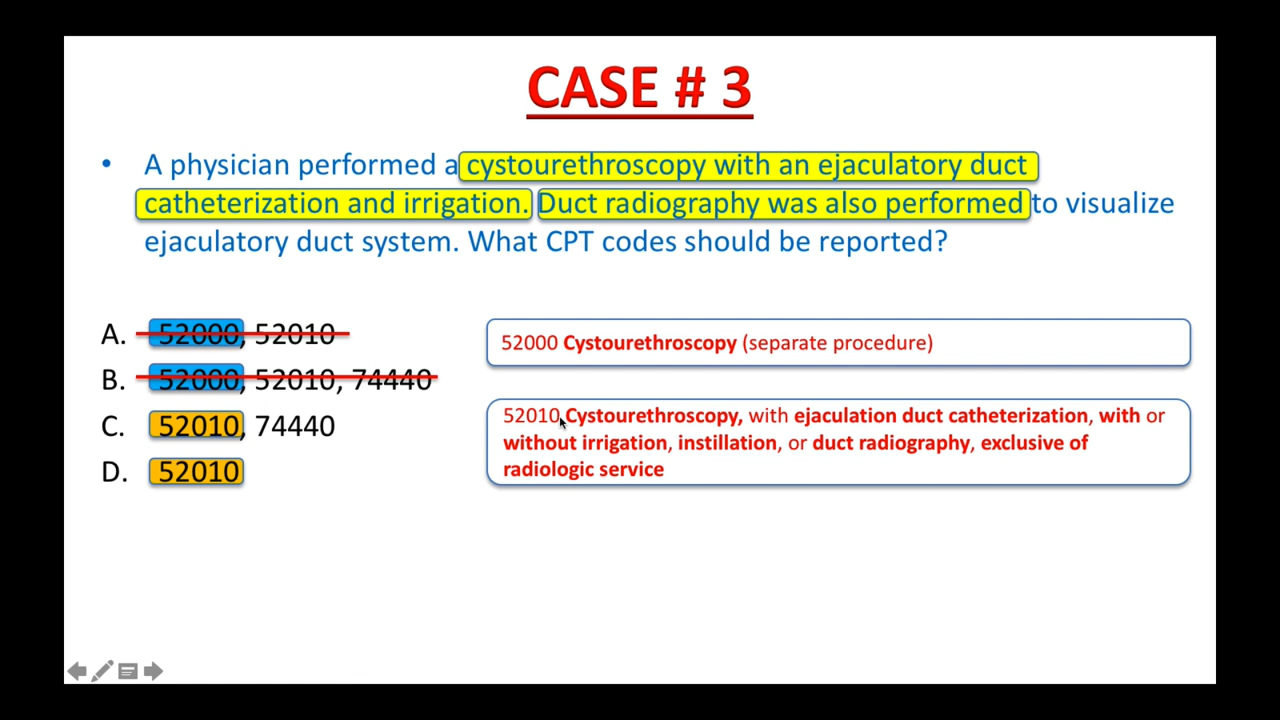 CASE # 3
• A physician performed a cystourethroscopy with an ejaculatory duct
catheterization and irrigation. Duct radiography was also performed to visualize
ejaculatory duct system. What CPT codes should be reported?
A. 52000, 52010
B. 52000, 52010, 74440
C. 52010, 74440
D. 52010
52000 Cystourethroscopy (separate procedure)
52010 Cystourethroscopy, with ejaculation duct catheterization, with or
without irrigation, instillation, or duct radiography, exclusive of
radiologic service